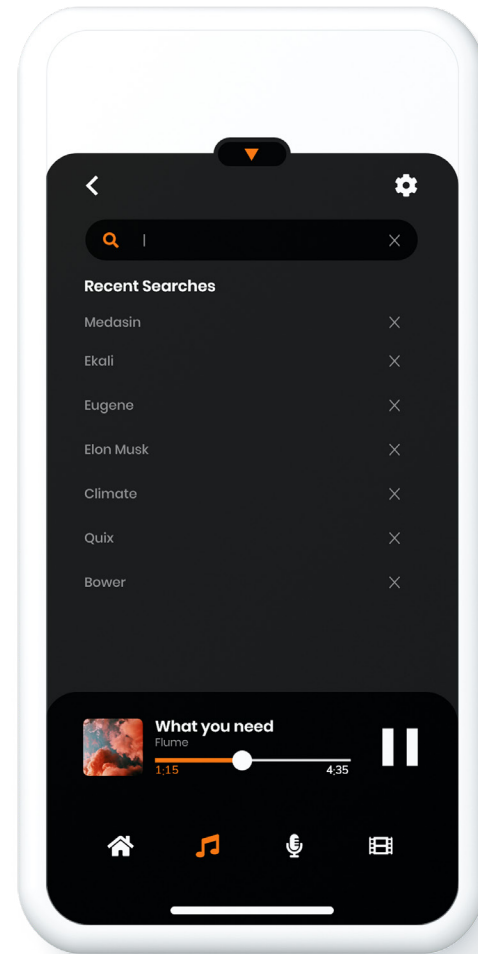 Recent Searches
Medasin
Ekali
Eugene
Elon Musk
Climate
Quix
Bower
What you need
Flume
1:15
4:35